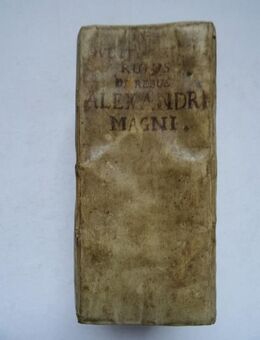 RUFUS
DE REBUS
ALEXANDRI
MAGNI.